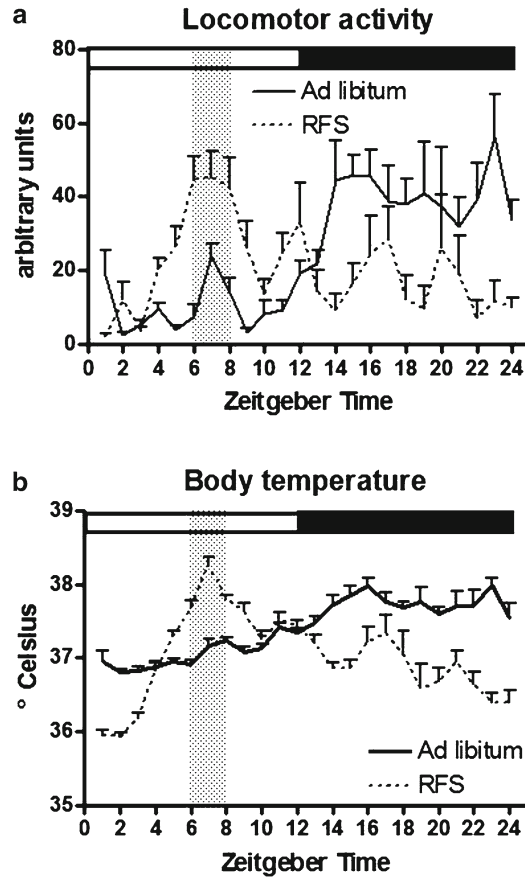 a
Locomotor activity
80
60
40
20
0
arbitrary units
Ad libitum
RFS
0 2 4 6 8 10 12 14 16 18 20 22 24
Zeitgeber Time
b
Body temperature
39
38
37
36
35
° Celsius
Ad libitum
RFS
0 2 4 6 8 10 12 14 16 18 20 22 24
Zeitgeber Time